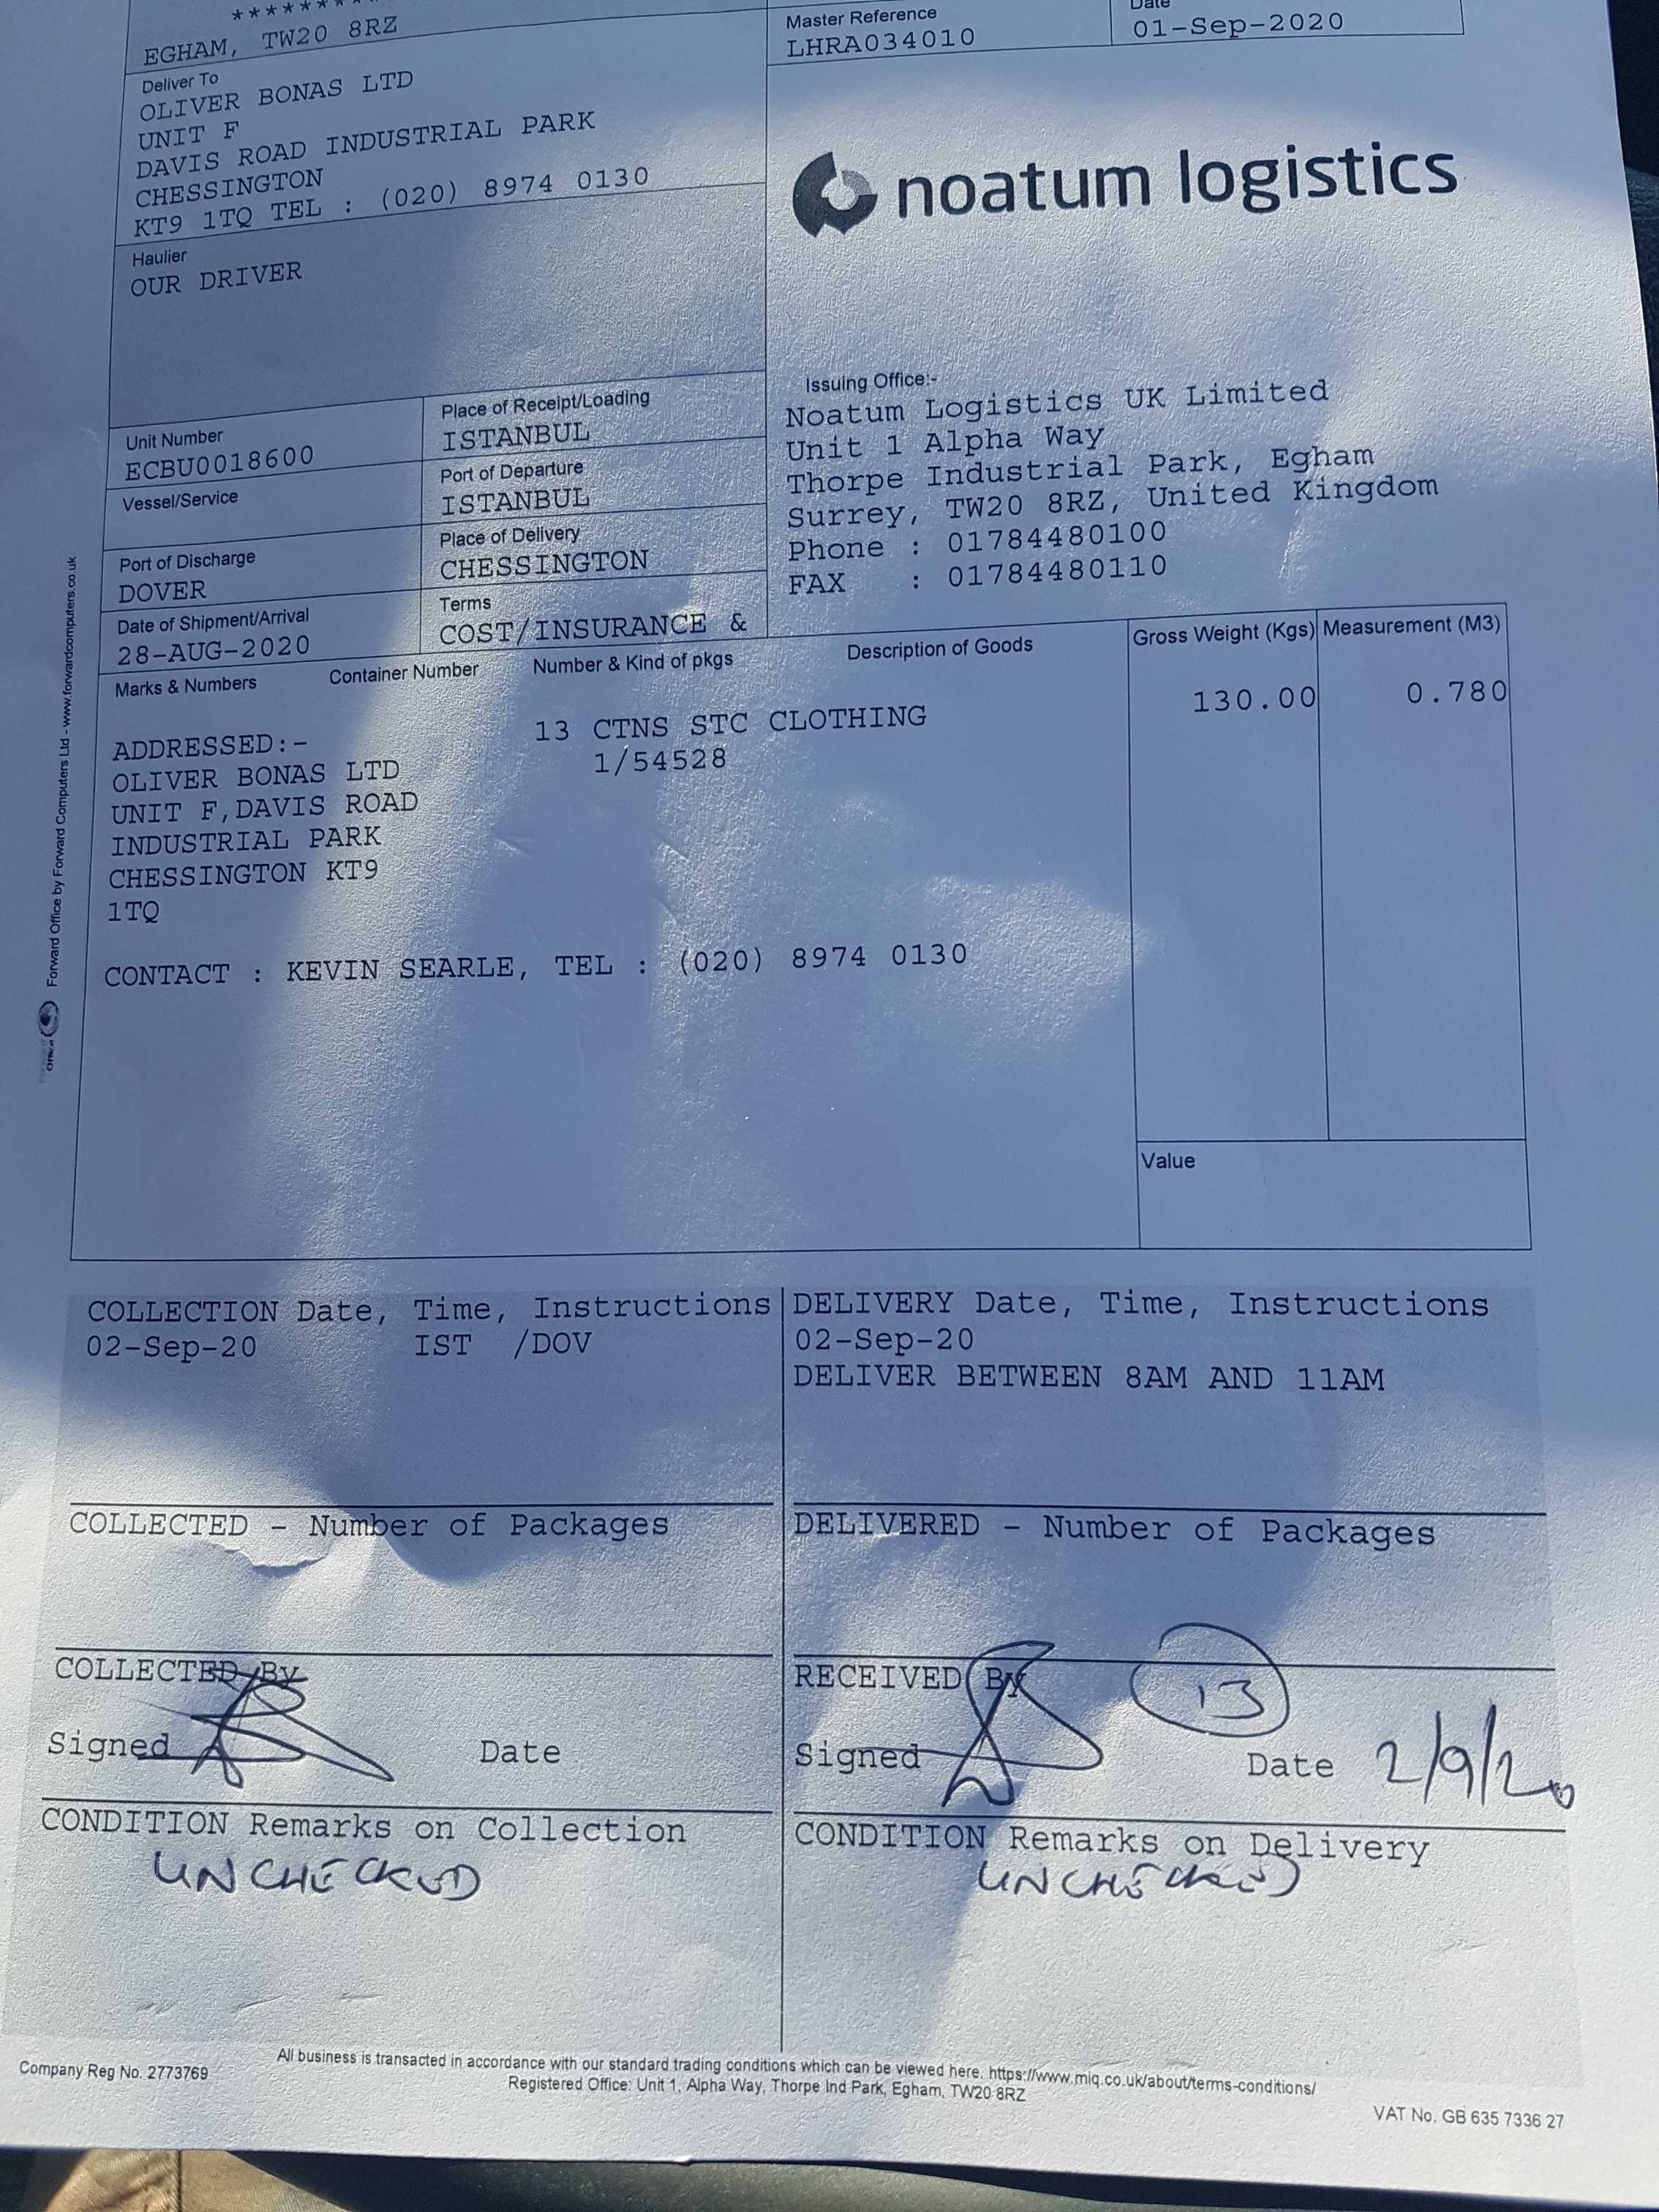 *******
EGHAM, TW20 8RZ
Master Reference
LHRA034010
Date
01-Sep-2020
Deliver To
OLIVER BONAS LTD
UNIT F
DAVIS ROAD INDUSTRIAL PARK
CHESSINGTON
KT9 1TQ TEL : (020) 8974 0130
noatum logistics
Haulier
OUR DRIVER
Issuing Office:-
Noatum Logistics UK Limited
Unit 1 Alpha Way
Thorpe Industrial Park, Egham
Surrey, TW20 8RZ, United Kingdom
Phone : 01784480100
FAX : 01784480110
Unit Number
ECBU0018600
Place of Receipt/Loading
ISTANBUL
Vessel/Service
Port of Departure
ISTANBUL
Port of Discharge
DOVER
Place of Delivery
CHESSINGTON
Date of Shipment/Arrival
28-AUG-2020
Terms
COST/INSURANCE &
Marks & Numbers Container Number Number & Kind of pkgs Description of Goods Gross Weight (Kgs) Measurement (M3)
13 CTNS STC CLOTHING 130.00 0.780
1/54528
ADDRESSED:-
OLIVER BONAS LTD
UNIT F,DAVIS ROAD
INDUSTRIAL PARK
CHESSINGTON KT9
1TQ
CONTACT : KEVIN SEARLE, TEL : (020) 8974 0130
Value
Forward Office by Forward Computers Ltd - www.forwardcomputers.co.uk
COLLECTION Date, Time, Instructions
02-Sep-20 IST /DOV
DELIVERY Date, Time, Instructions
02-Sep-20
DELIVER BETWEEN 8AM AND 11AM
COLLECTED - Number of Packages
DELIVERED - Number of Packages
COLLECTED BY
Signed Date
RECEIVED BY 13
Signed Date 2/9/20
CONDITION Remarks on Collection
UNCHECKED
CONDITION Remarks on Delivery
UNCHECKED
Company Reg No. 2773769
All business is transacted in accordance with our standard trading conditions which can be viewed here. https://www.miq.co.uk/about/terms-conditions/
Registered Office: Unit 1, Alpha Way, Thorpe Ind Park, Egham, TW20 8RZ
VAT No. GB 635 7336 27